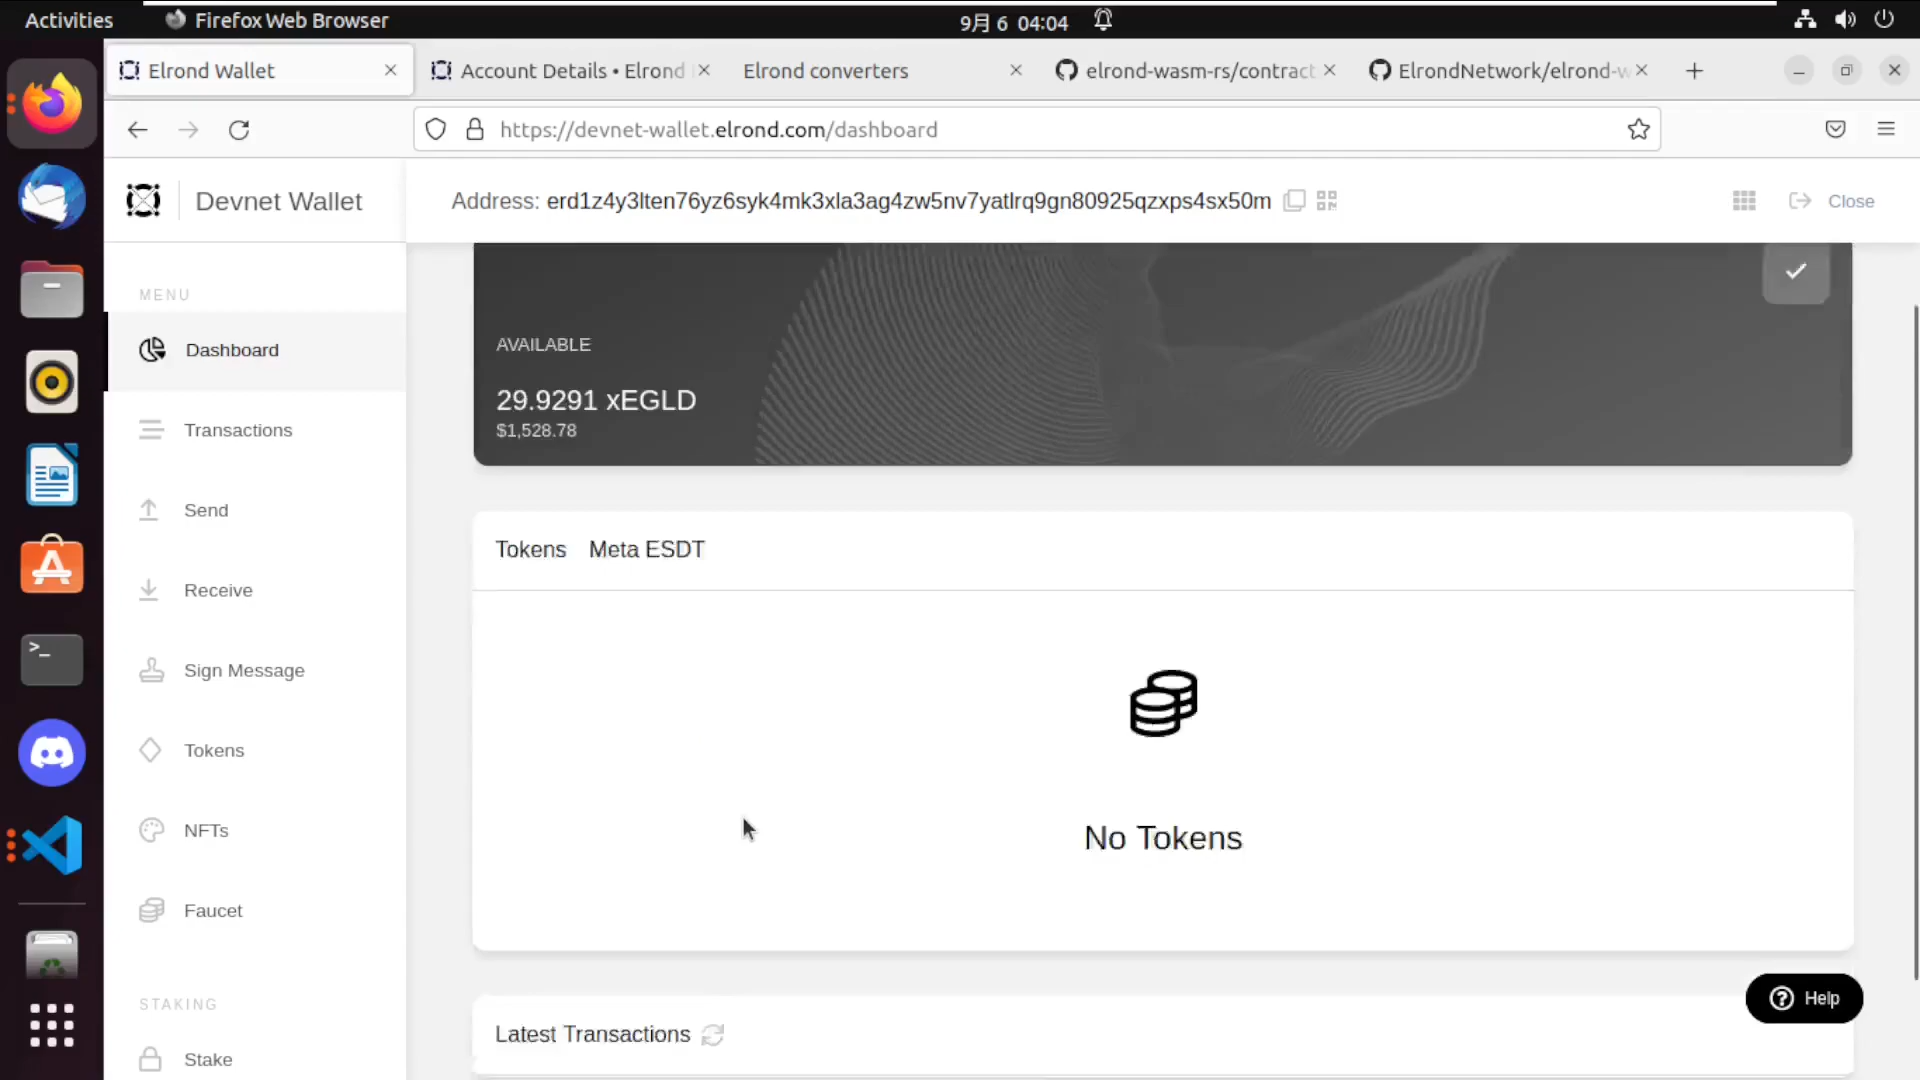 Activities
Firefox Web Browser
9月 6 04:04
Elrond Wallet
Account Details • Elrond
Elrond converters
elrond-wasm-rs/contract
ElrondNetwork/elrond-w
https://devnet-wallet.elrond.com/dashboard
Devnet Wallet
Address: erd1z4y3lten76yz6syk4mk3xla3ag4zw5nv7yatlrq9gn80925qzxps4sx50m
Close
MENU
Dashboard
Transactions
Send
Receive
Sign Message
Tokens
NFTs
Faucet
STAKING
Stake
AVAILABLE
29.9291 xEGLD
$1,528.78
Tokens Meta ESDT
No Tokens
Latest Transactions
Help